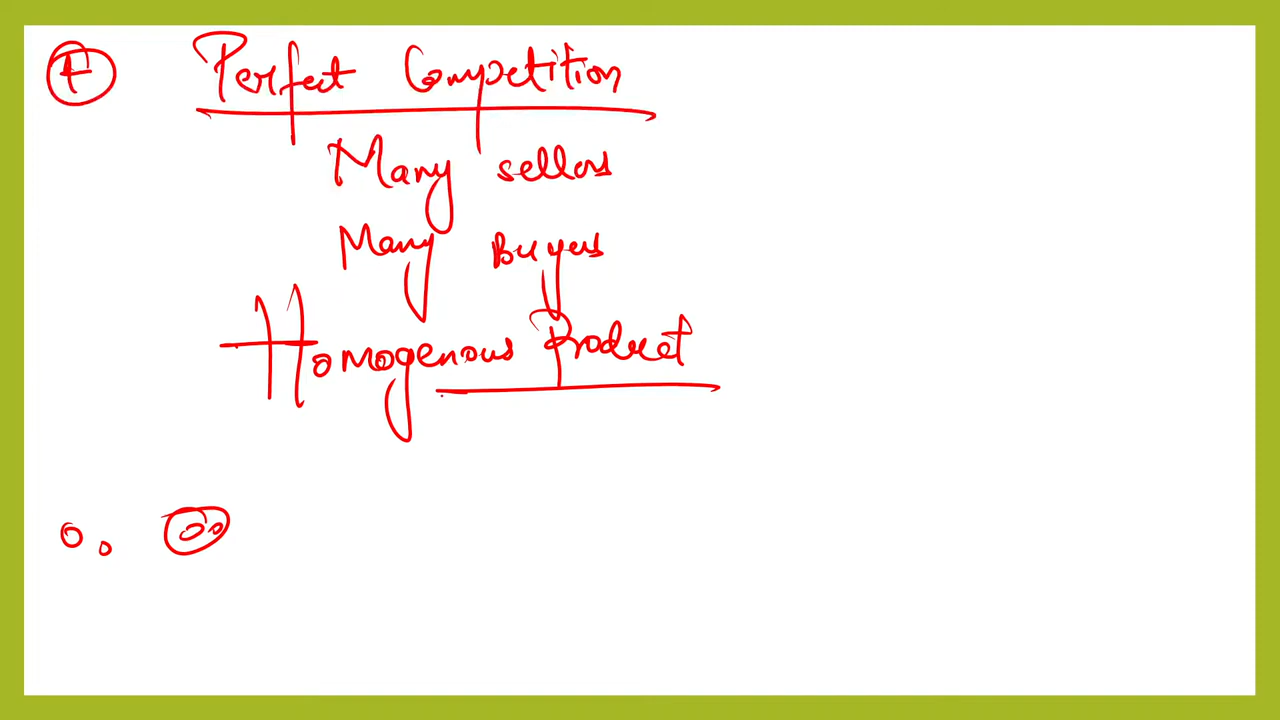 Perfect Competition
Many sellers
Many Buyers
Homogenous Product